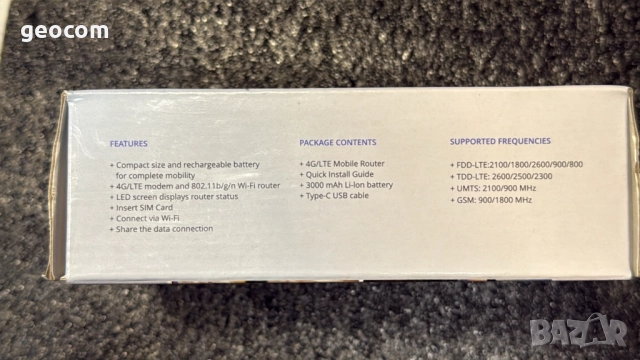 geocom
FEATURES
+ Compact size and rechargeable battery
for complete mobility
+ 4G/LTE modem and 802.11b/g/n Wi-Fi router
+ LED screen displays router status
+ Insert SIM Card
+ Connect via Wi-Fi
+ Share the data connection
PACKAGE CONTENTS
+ 4G/LTE Mobile Router
+ Quick Install Guide
+ 3000 mAh Li-Ion battery
+ Type-C USB cable
SUPPORTED FREQUENCIES
+ FDD-LTE:2100/1800/2600/900/800
+ TDD-LTE: 2600/2500/2300
+ UMTS: 2100/900 MHz
+ GSM: 900/1800 MHz
BAZAR